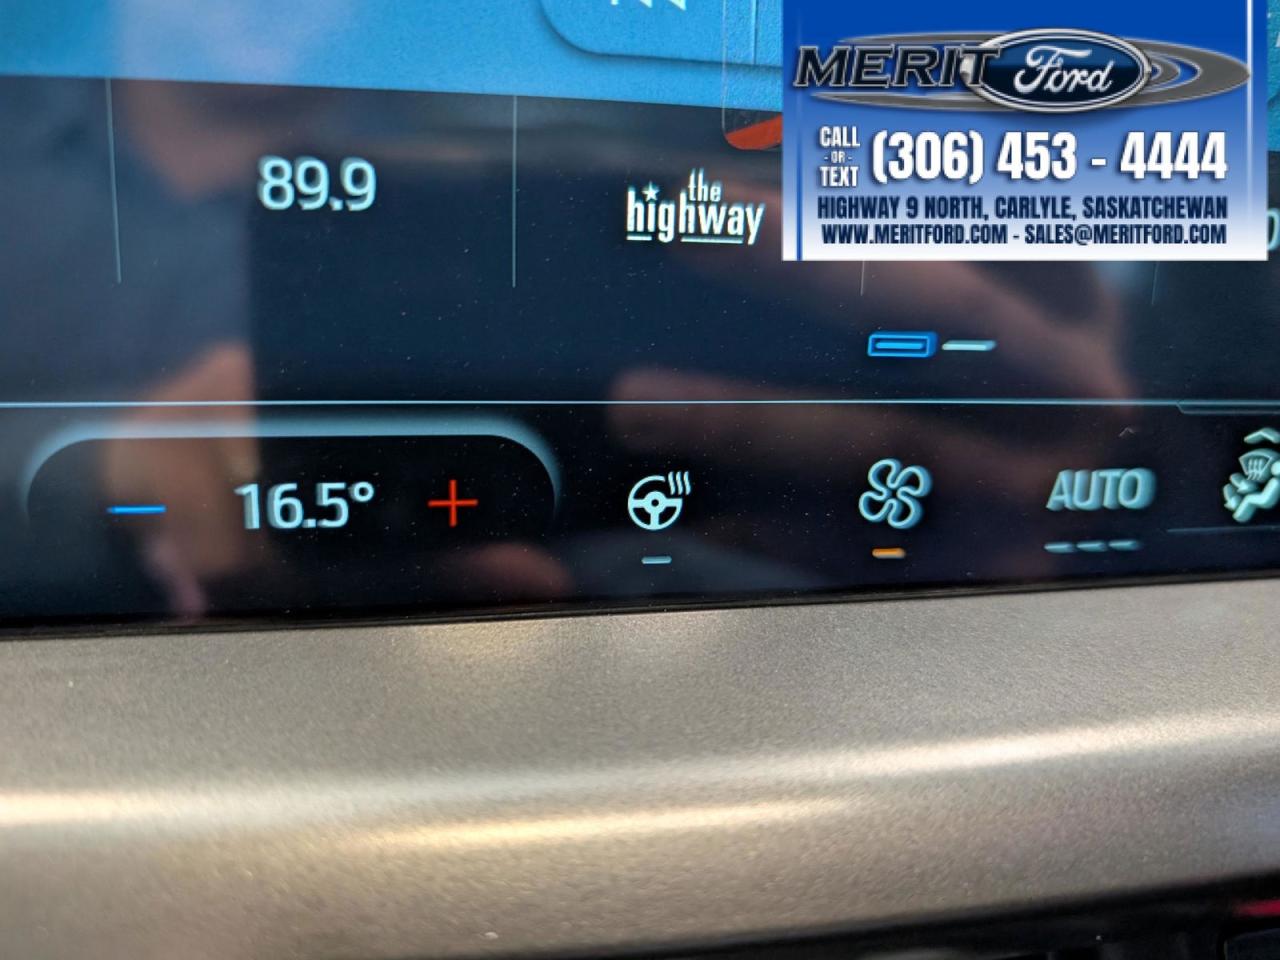 MERIT Ford
CALL
- OR -
TEXT
(306) 453 - 4444
HIGHWAY 9 NORTH, CARLYLE, SASKATCHEWAN
WWW.MERITFORD.COM - SALES@MERITFORD.COM
89.9
the
highway
16.5°
AUTO